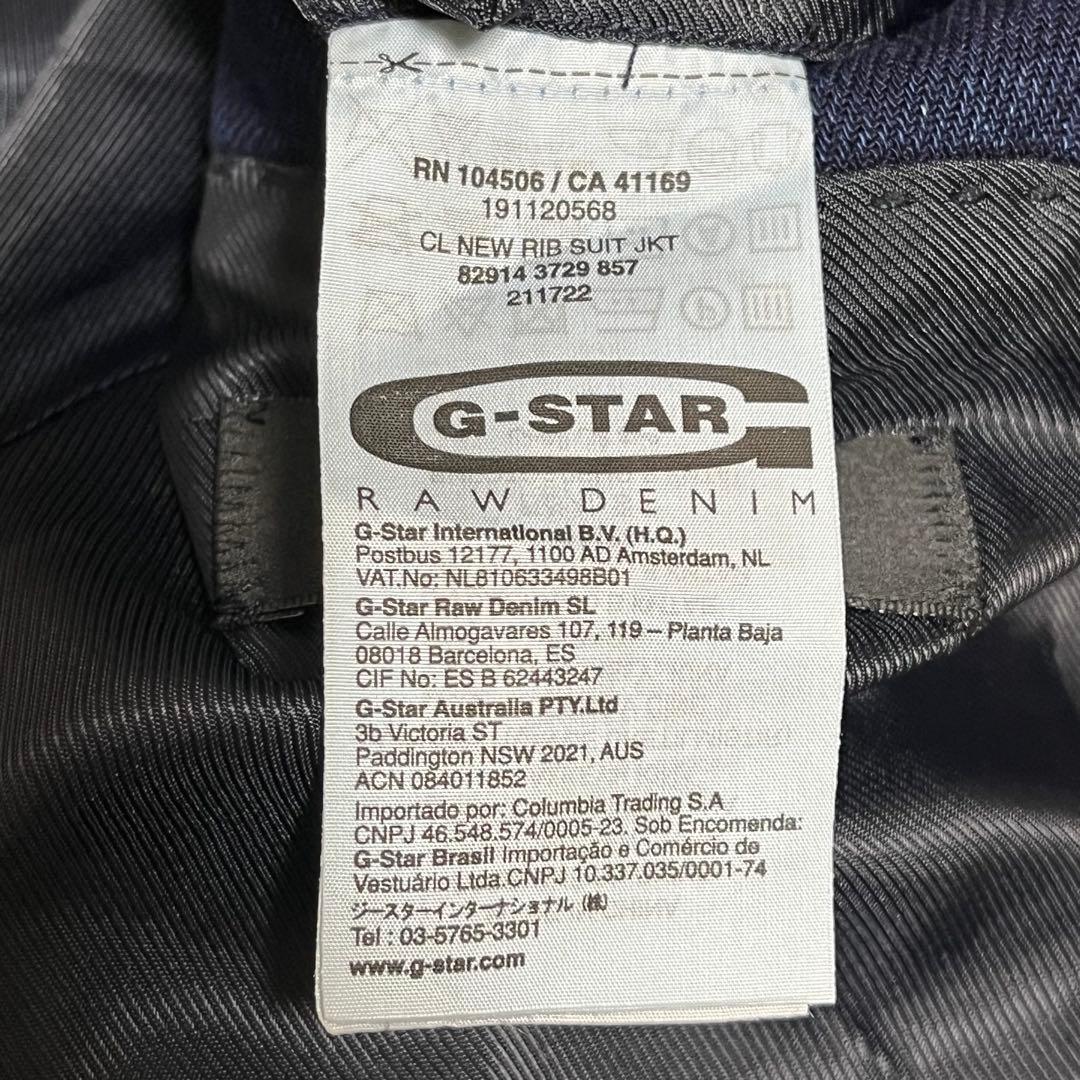 RN 104506 / CA 41169
191120568
CL NEW RIB SUIT JKT
82914 3729 857
211722
G-STAR
RAW DENIM
G-Star International B.V. (H.Q.)
Postbus 12177, 1100 AD Amsterdam, NL
VAT.No; NL810633498B01
G-Star Raw Denim SL
Calle Almogavares 107, 119 – Planta Baja
08018 Barcelona, ES
CIF No: ES B 62443247
G-Star Australia PTY.Ltd
3b Victoria ST
Paddington NSW 2021, AUS
ACN 084011852
Importado por: Columbia Trading S.A
CNPJ 46.548.574/0005-23. Sob Encomenda:
G-Star Brasil Importação e Comércio de
Vestuário Ltda.CNPJ 10.337.035/0001-74
ジースターインターナショナル (株)
Tel : 03-5765-3301
www.g-star.com